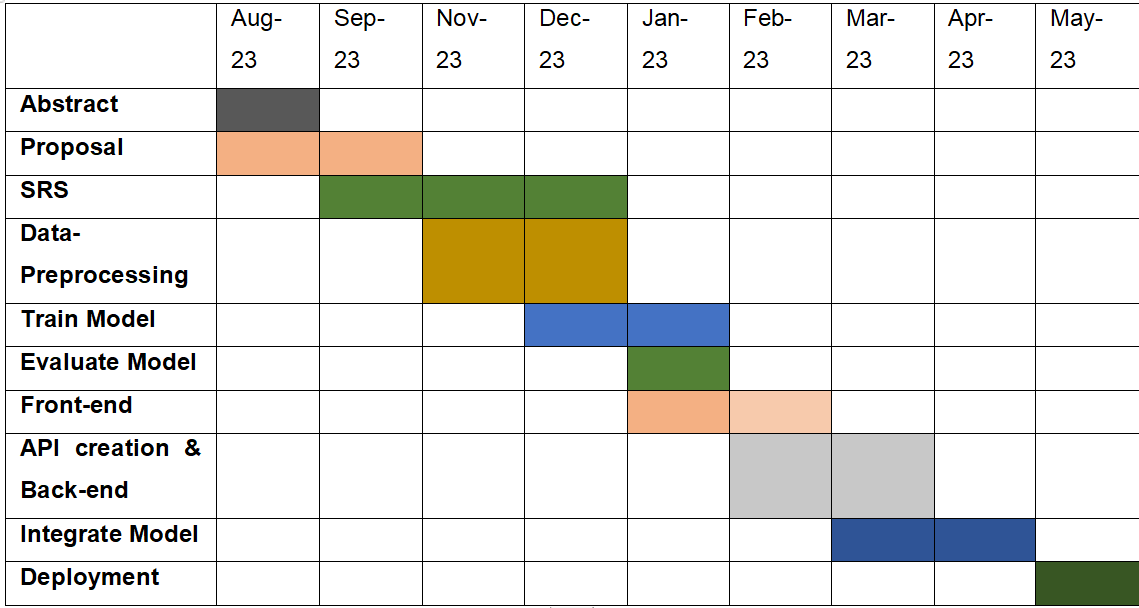 Aug- Sep- Nov- Dec- Jan- Feb- Mar- Apr- May-
23 23 23 23 23 23 23 23 23
Abstract
Proposal
SRS
Data-
Preprocessing
Train Model
Evaluate Model
Front-end
API creation &
Back-end
Integrate Model
Deployment